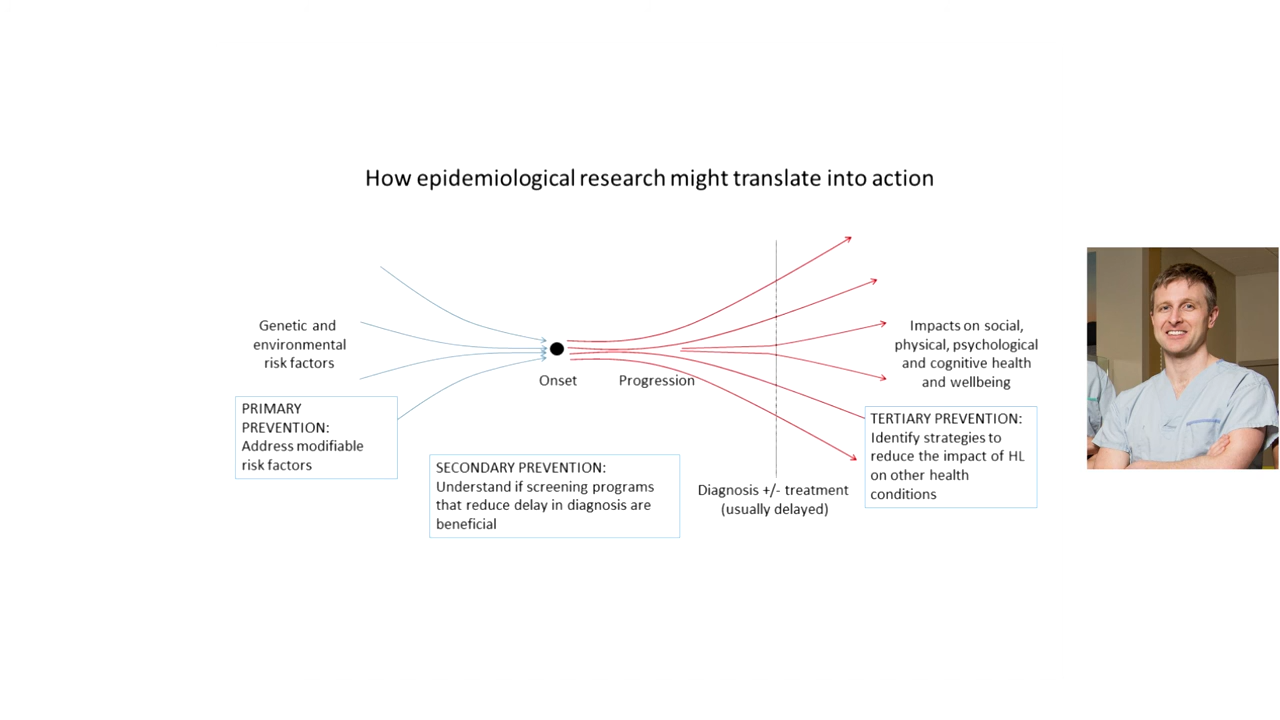 How epidemiological research might translate into action
Genetic and
environmental
risk factors
PRIMARY
PREVENTION:
Address modifiable
risk factors
Onset
Progression
SECONDARY PREVENTION:
Understand if screening programs
that reduce delay in diagnosis are
beneficial
Diagnosis +/- treatment
(usually delayed)
Impacts on social,
physical, psychological
and cognitive health
and wellbeing
TERTIARY PREVENTION:
Identify strategies to
reduce the impact of HL
on other health
conditions